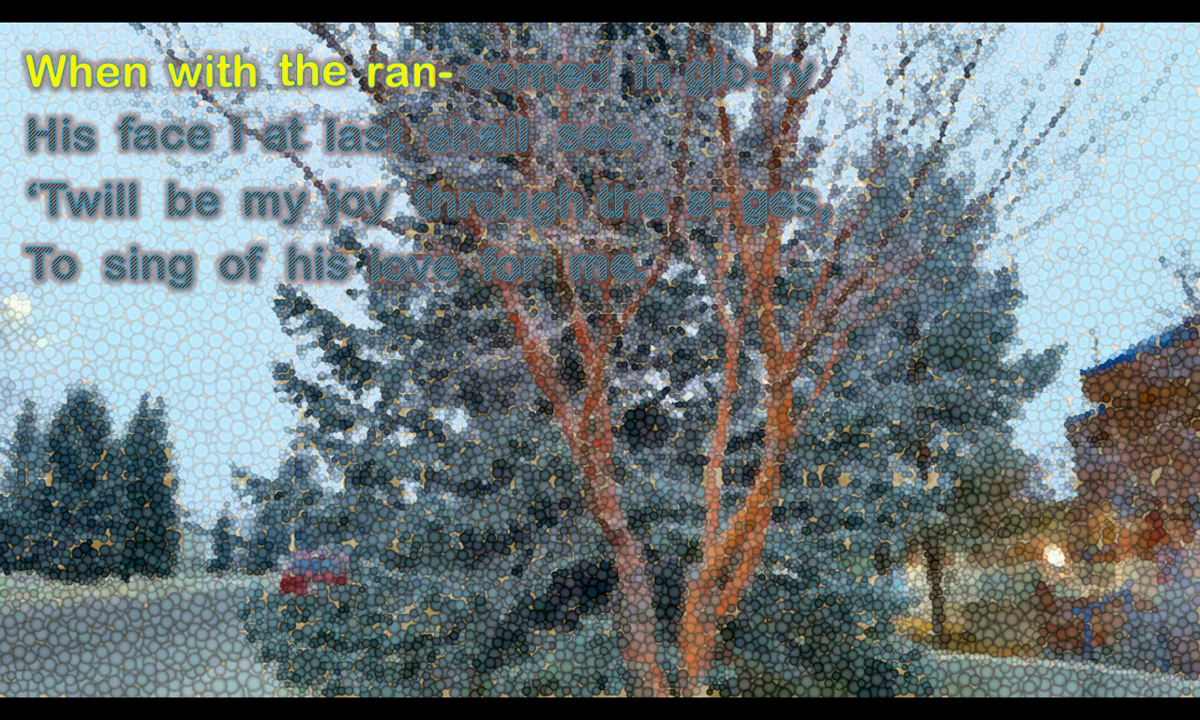 When with the ran- somed in glo-ry
His face I at last shall see,
‘Twill be my joy through the a- ges,
To sing of his love for me.